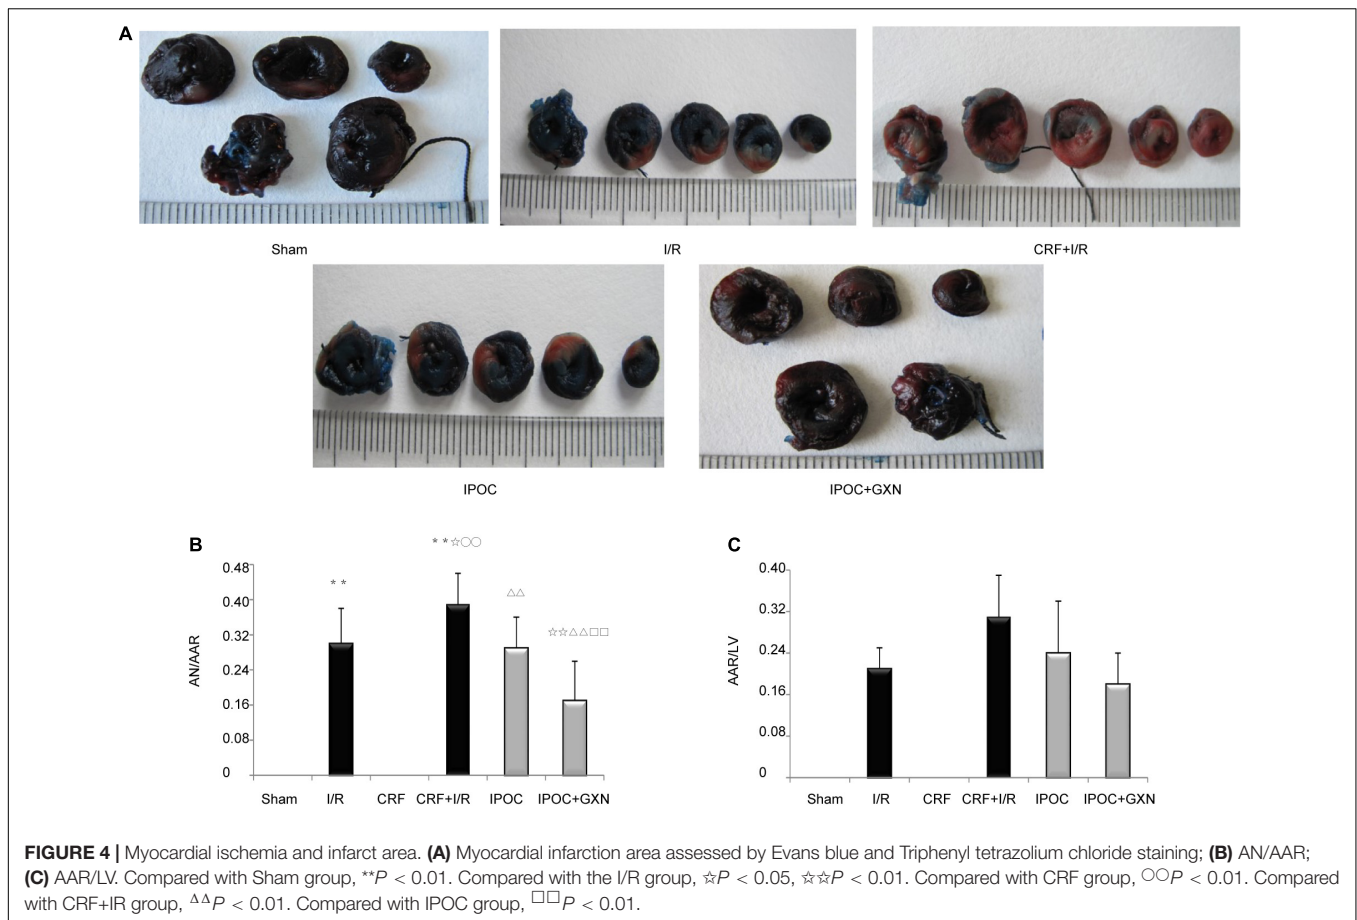 A
Sham
I/R
CRF+I/R
IPOC
IPOC+GXN
B
**☆○○
**
△△
☆☆△△□□
0.48
0.40
0.32
0.24
0.16
0.08
0
AN/AAR
Sham I/R CRF CRF+I/R IPOC IPOC+GXN
C
0.40
0.32
0.24
0.16
0.08
0
AAR/LV
Sham I/R CRF CRF+I/R IPOC IPOC+GXN
FIGURE 4 | Myocardial ischemia and infarct area. (A) Myocardial infarction area assessed by Evans blue and Triphenyl tetrazolium chloride staining; (B) AN/AAR;
(C) AAR/LV. Compared with Sham group, **P < 0.01. Compared with the I/R group, ☆P < 0.05, ☆☆P < 0.01. Compared with CRF group, ○○P < 0.01. Compared
with CRF+IR group, △△P < 0.01. Compared with IPOC group, □□P < 0.01.